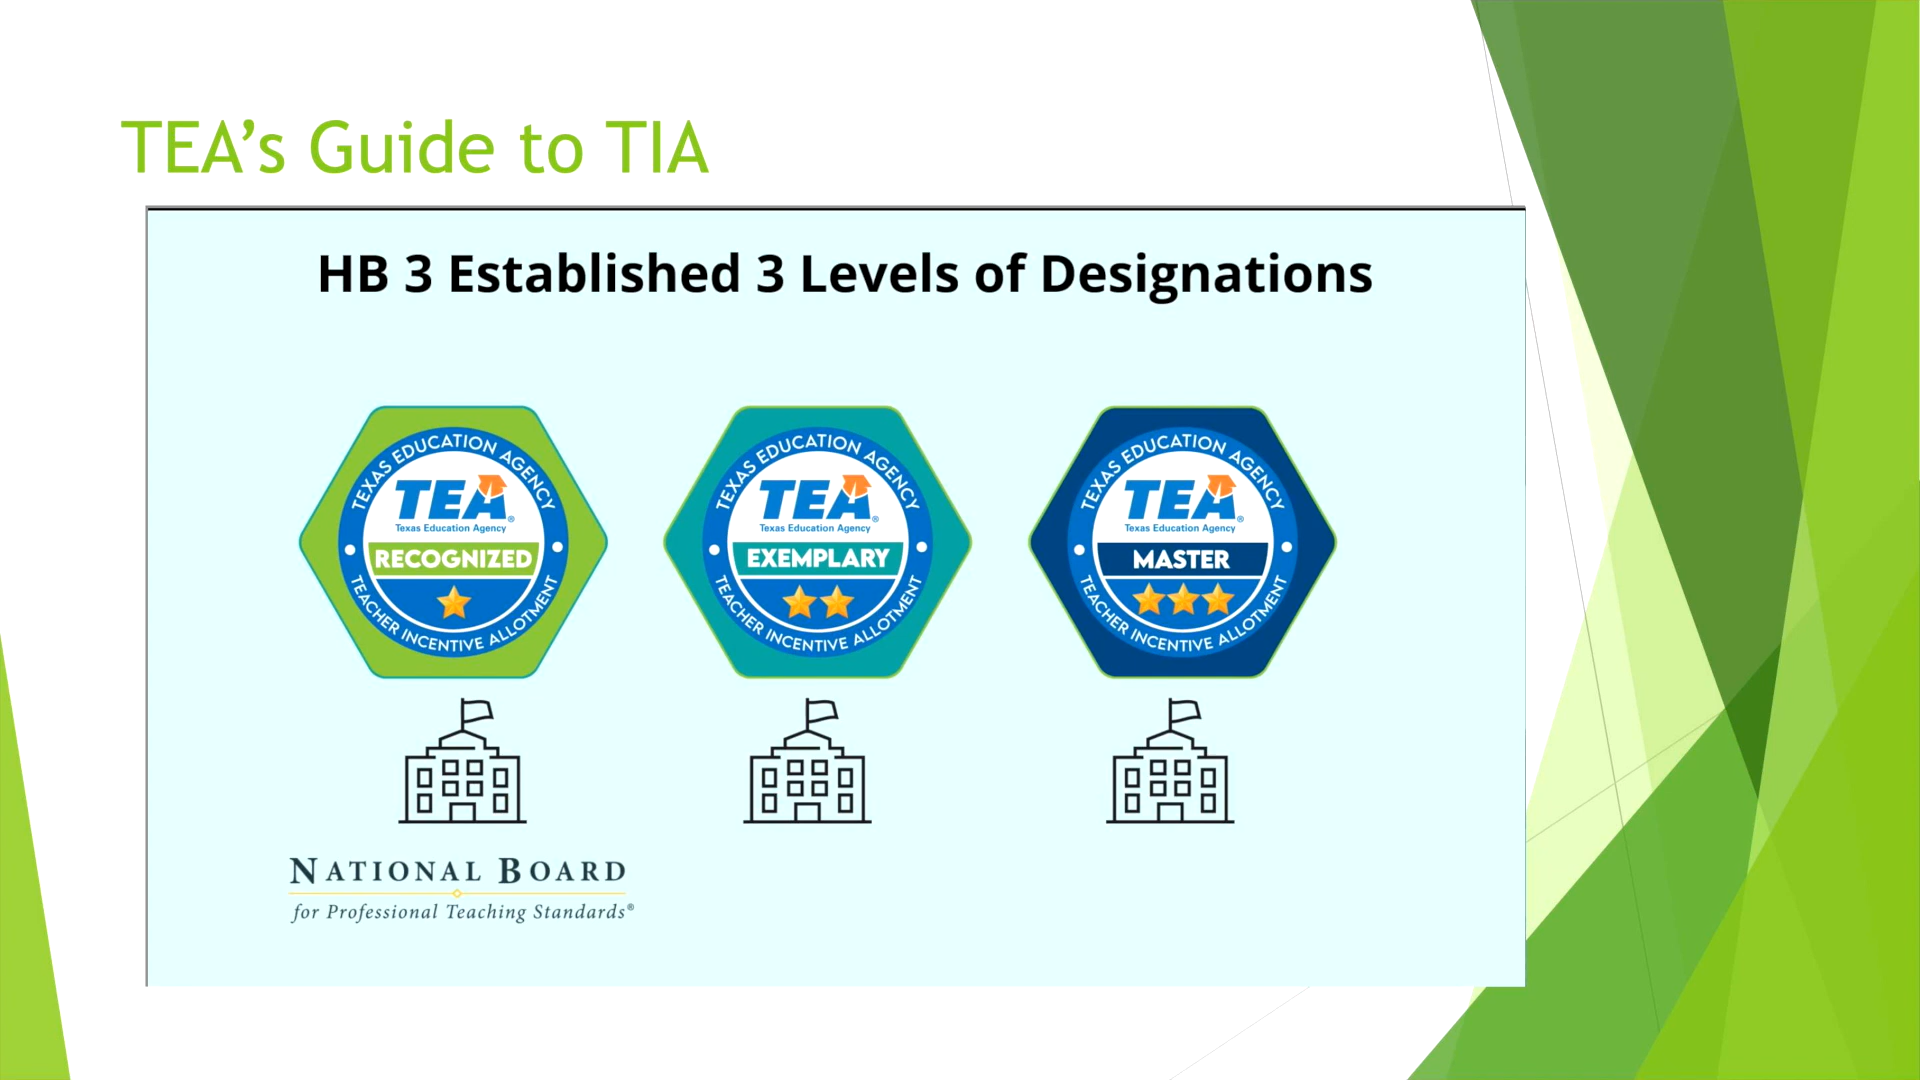 TEA’s Guide to TIA
HB 3 Established 3 Levels of Designations
TEXAS EDUCATION AGENCY
TEA®
Texas Education Agency
RECOGNIZED
TEACHER INCENTIVE ALLOTMENT
TEXAS EDUCATION AGENCY
TEA®
Texas Education Agency
EXEMPLARY
TEACHER INCENTIVE ALLOTMENT
TEXAS EDUCATION AGENCY
TEA®
Texas Education Agency
MASTER
TEACHER INCENTIVE ALLOTMENT
NATIONAL BOARD
for Professional Teaching Standards®